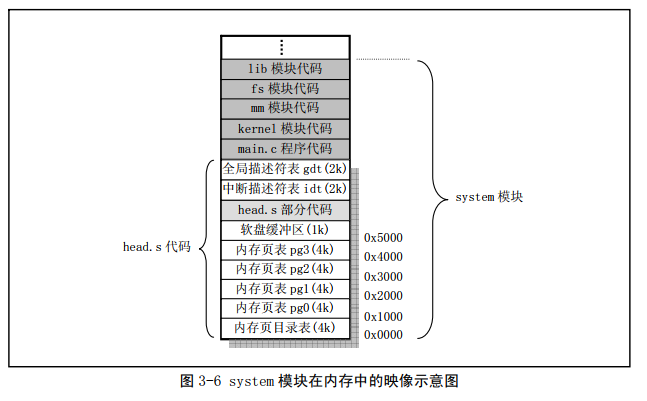 ⋮
lib 模块代码
fs 模块代码
mm 模块代码
kernel 模块代码
main.c 程序代码
全局描述符表 gdt(2k)
中断描述符表 idt(2k)
head.s 部分代码
软盘缓冲区(1k)
内存页表 pg3(4k)
内存页表 pg2(4k)
内存页表 pg1(4k)
内存页表 pg0(4k)
内存页目录表(4k)
head.s 代码
0x5000
0x4000
0x3000
0x2000
0x1000
0x0000
system 模块
图 3-6 system 模块在内存中的映像示意图